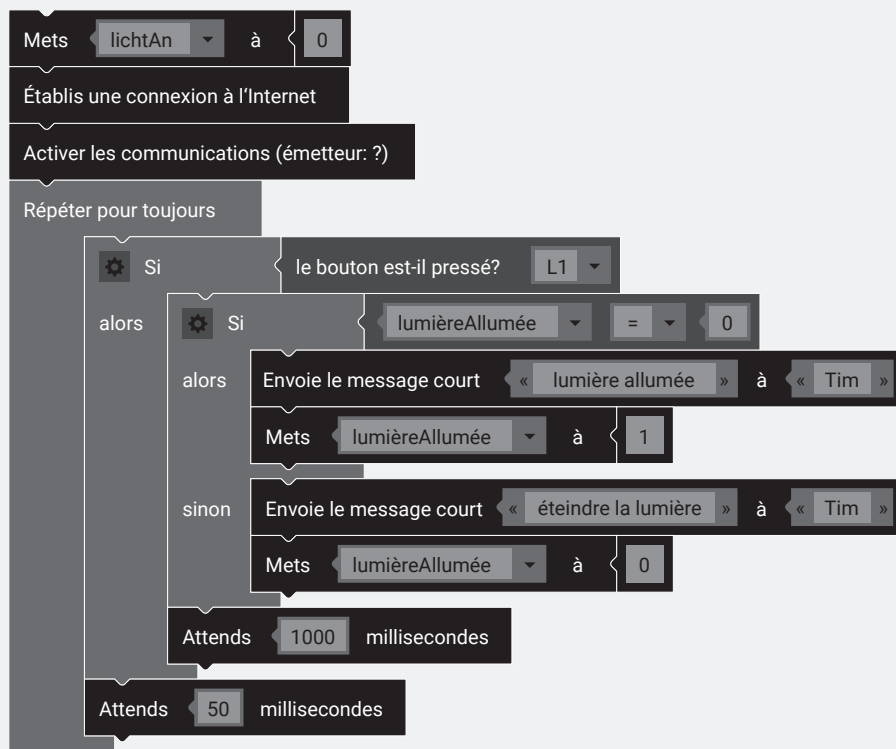 Mets lichtAn à 0
Établis une connexion à l‘Internet
Activer les communications (émetteur: ?)
Répéter pour toujours
Si le bouton est-il pressé? L1
alors Si lumièreAllumée = 0
alors Envoie le message court « lumière allumée » à « Tim »
Mets lumièreAllumée à 1
sinon Envoie le message court « éteindre la lumière » à « Tim »
Mets lumièreAllumée à 0
Attends 1000 millisecondes
Attends 50 millisecondes